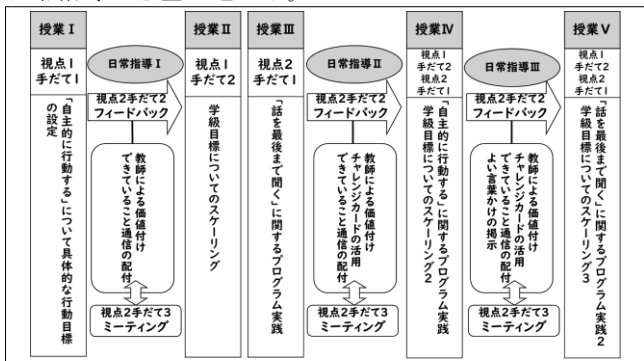 授業Ⅰ
視点1
手だて1
「自主的に行動する」について具体的な行動目標
の設定
日常指導Ⅰ
視点2手だて2
フィードバック
教師による価値付け
できていること通信の配付
視点2手だて3
ミーティング
授業Ⅱ
視点1
手だて2
学級目標についてのスケーリング
授業Ⅲ
視点2
手だて1
「話を最後まで聞く」に関するプログラム実践
日常指導Ⅱ
視点2手だて2
フィードバック
教師による価値付け
チャレンジカードの活用
できていること通信の配付
視点2手だて3
ミーティング
授業Ⅳ
視点1
手だて2
視点2
手だて1
「自主的に行動する」に関するプログラム実践
学級目標についてのスケーリング2
日常指導Ⅲ
視点2手だて2
フィードバック
教師による価値付け
チャレンジカードの活用
できていること通信の配付
よい言葉かけの掲示
視点2手だて3
ミーティング
授業Ⅴ
視点1
手だて2
視点2
手だて1
「話を最後まで聞く」に関するプログラム実践2
学級目標についてのスケーリング3